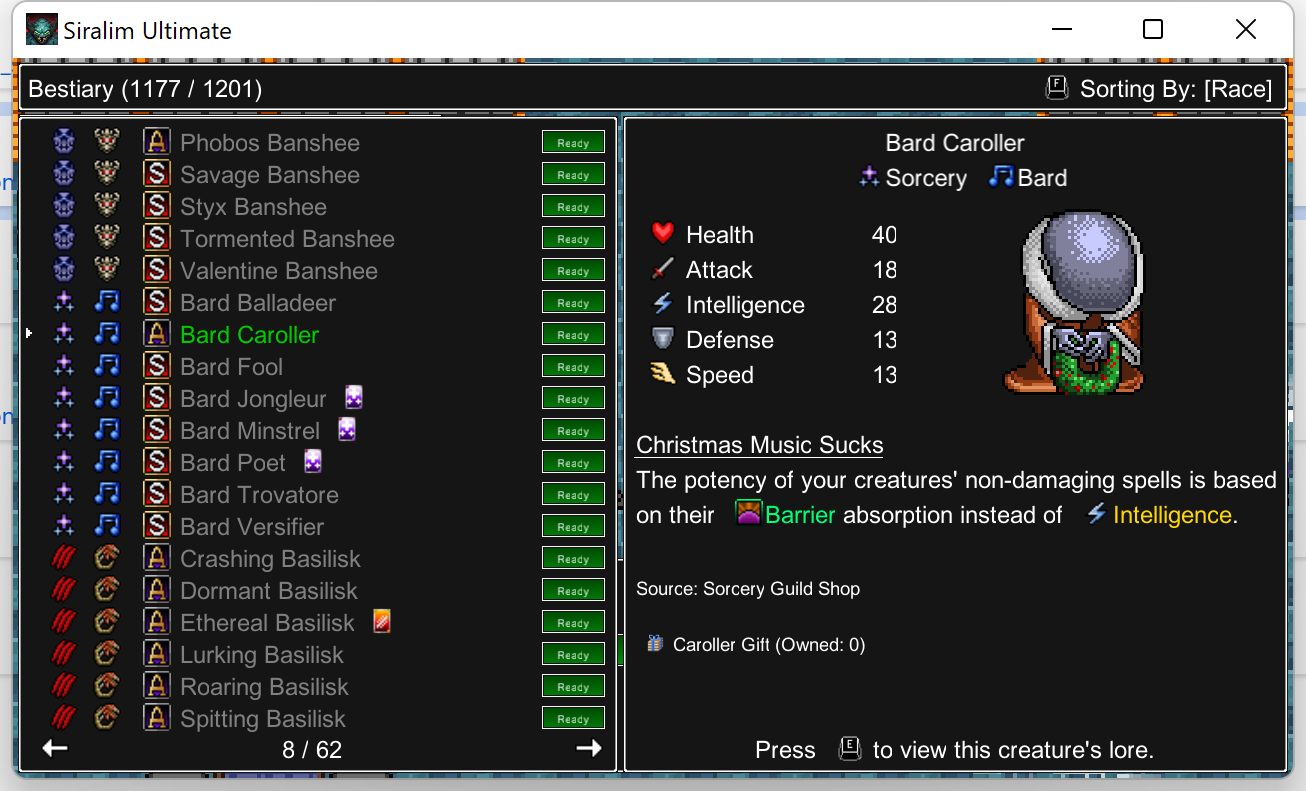 Siralim Ultimate
Bestiary (1177 / 1201)
F Sorting By: [Race]
A Phobos Banshee Ready
S Savage Banshee Ready
S Styx Banshee Ready
S Tormented Banshee Ready
S Valentine Banshee Ready
S Bard Balladeer Ready
A Bard Caroller Ready
S Bard Fool Ready
S Bard Jongleur Ready
S Bard Minstrel Ready
S Bard Poet Ready
S Bard Trovatore Ready
S Bard Versifier Ready
A Crashing Basilisk Ready
A Dormant Basilisk Ready
A Ethereal Basilisk Ready
A Lurking Basilisk Ready
A Roaring Basilisk Ready
A Spitting Basilisk Ready
8 / 62
Bard Caroller
Sorcery Bard
Health 40
Attack 18
Intelligence 28
Defense 13
Speed 13
Christmas Music Sucks
The potency of your creatures' non-damaging spells is based
on their Barrier absorption instead of Intelligence.
Source: Sorcery Guild Shop
Caroller Gift (Owned: 0)
Press E to view this creature's lore.